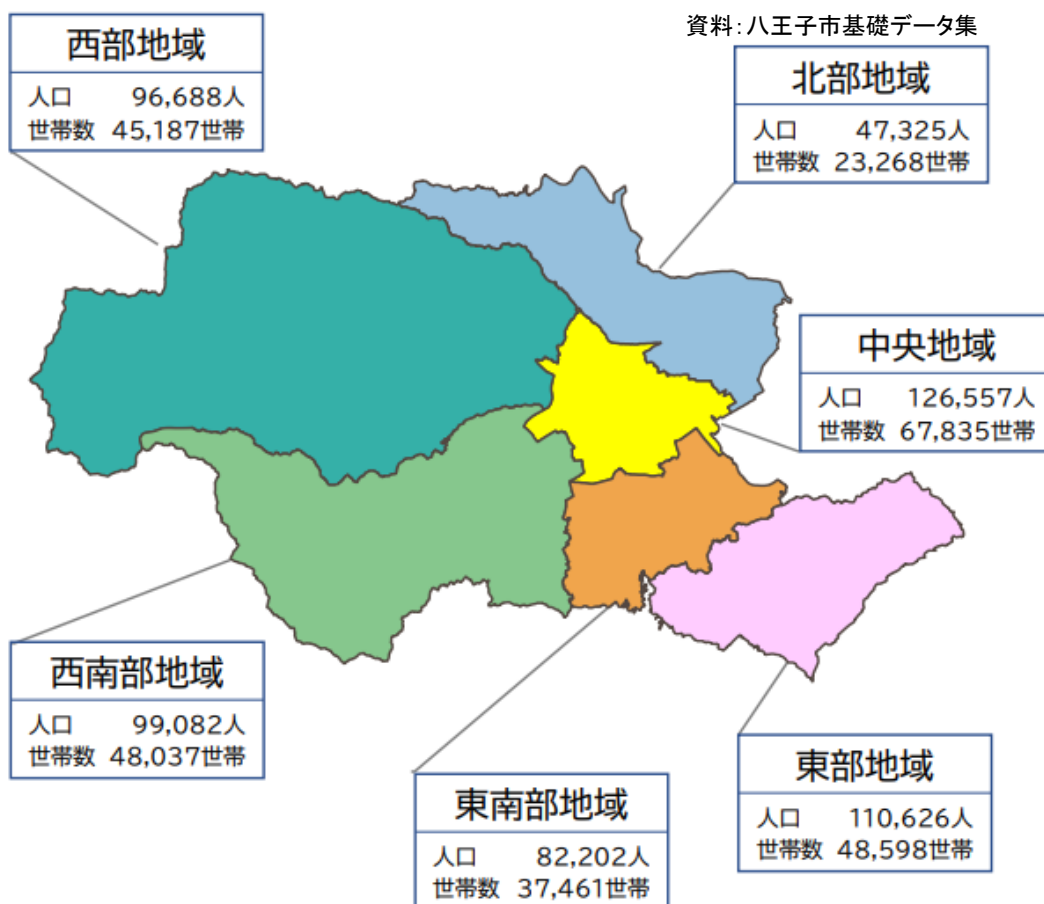 資料：八王子市基礎データ集
西部地域
人口 96,688人
世帯数 45,187世帯
北部地域
人口 47,325人
世帯数 23,268世帯
中央地域
人口 126,557人
世帯数 67,835世帯
西南部地域
人口 99,082人
世帯数 48,037世帯
東南部地域
人口 82,202人
世帯数 37,461世帯
東部地域
人口 110,626人
世帯数 48,598世帯